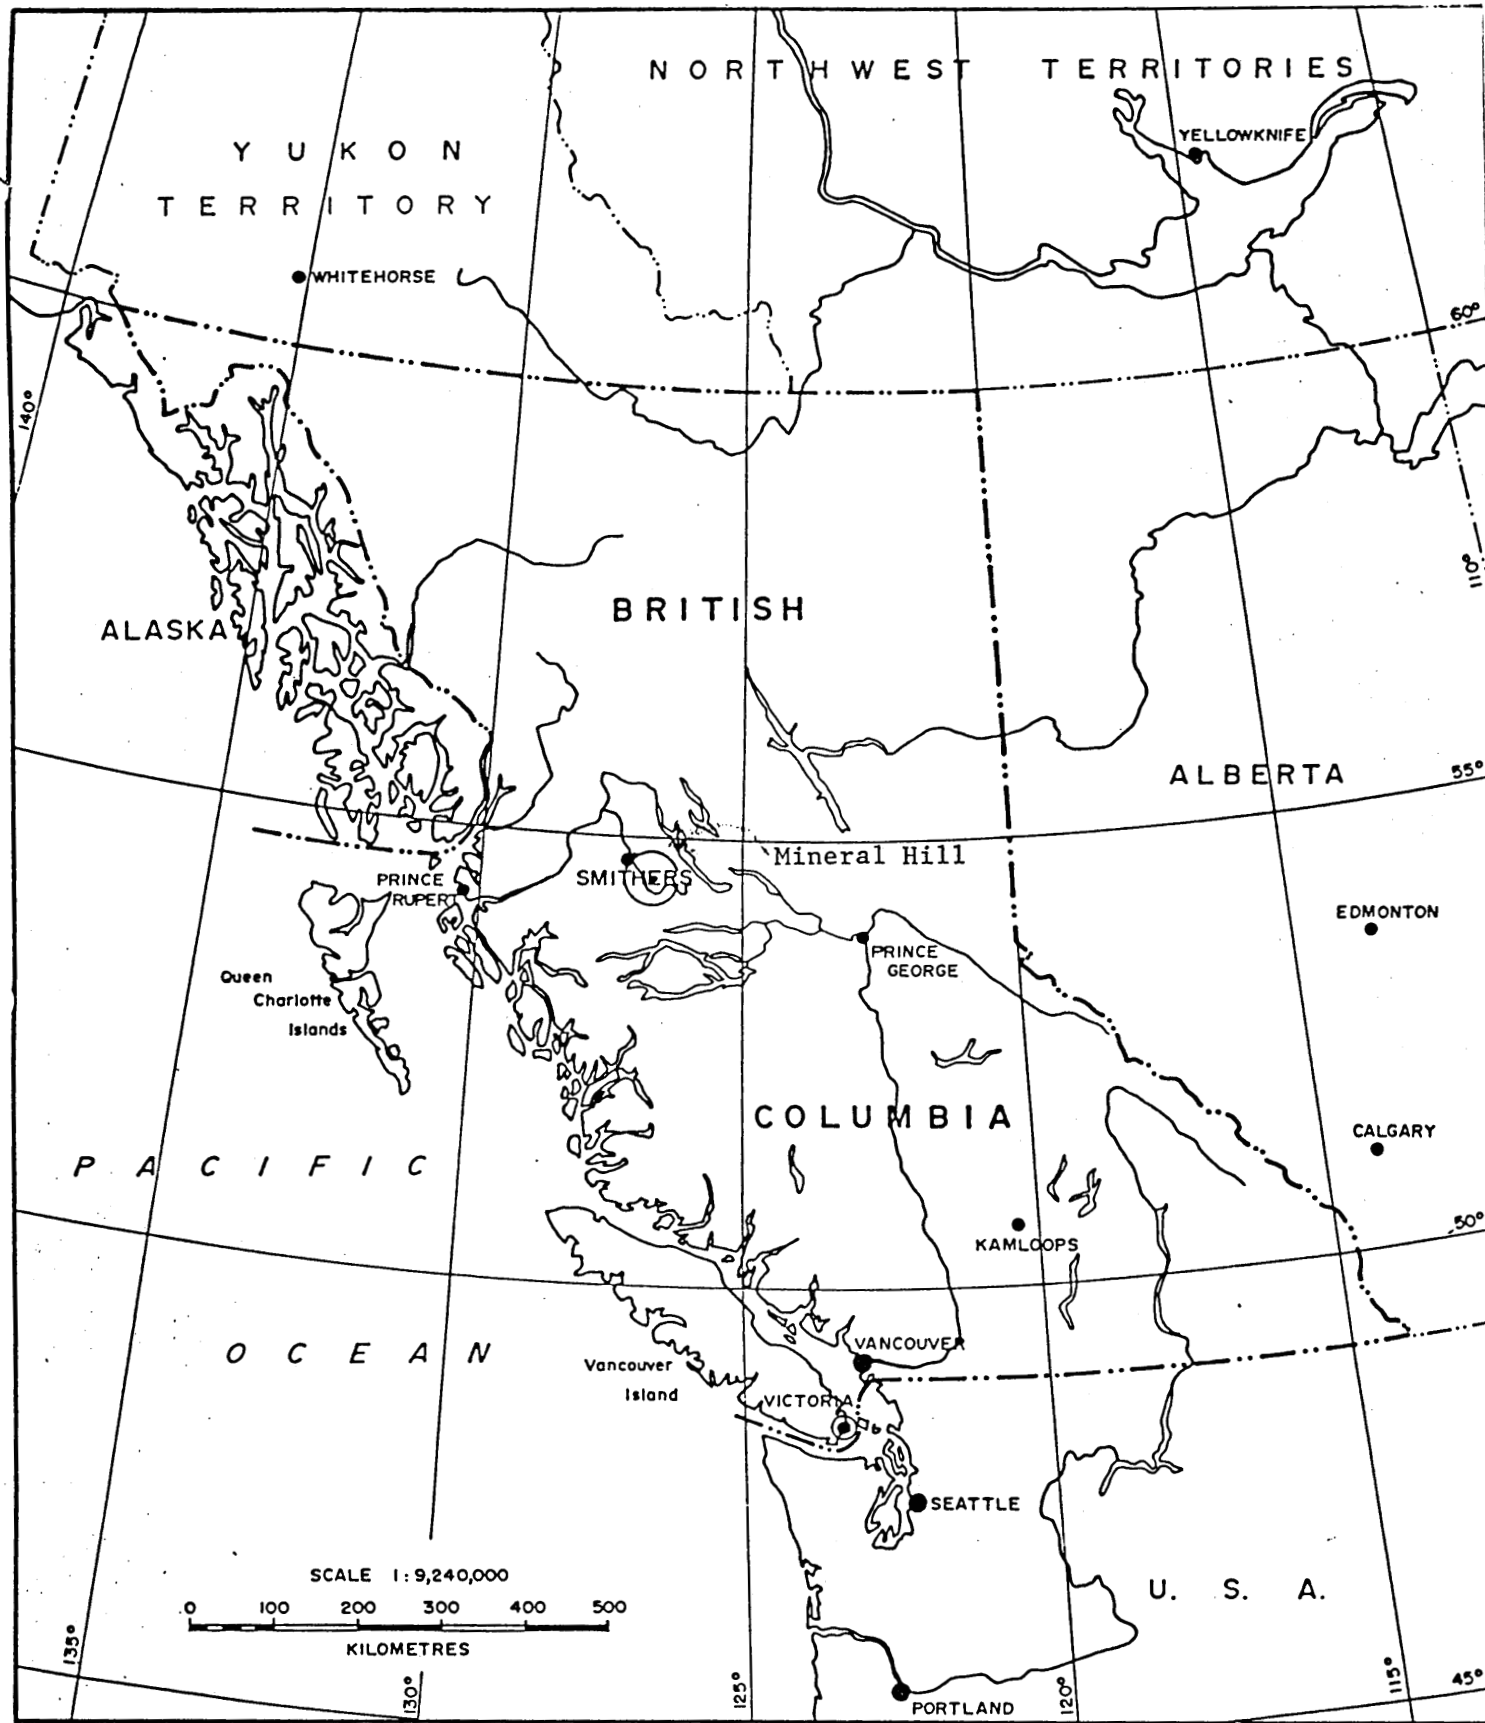 NORTHWEST TERRITORIES
YELLOWKNIFE
YUKON
TERRITORY
WHITEHORSE
60°
140°
110°
BRITISH
ALASKA
ALBERTA
55°
Mineral Hill
SMITHERS
PRINCE
RUPERT
EDMONTON
PRINCE
GEORGE
Queen
Charlotte
Islands
COLUMBIA
CALGARY
PACIFIC
50°
KAMLOOPS
OCEAN
VANCOUVER
Vancouver
Island
VICTORIA
SEATTLE
SCALE 1:9,240,000
0 100 200 300 400 500
KILOMETRES
U. S. A.
135°
130°
125°
120°
115°
45°
PORTLAND